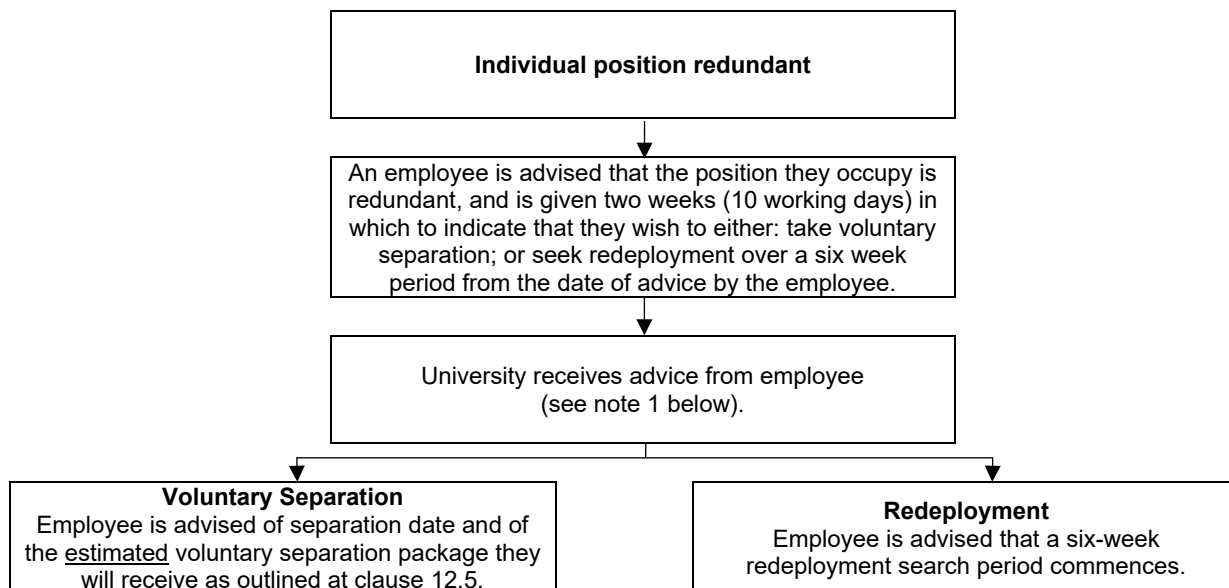 Individual position redundant
An employee is advised that the position they occupy is
redundant, and is given two weeks (10 working days) in
which to indicate that they wish to either: take voluntary
separation; or seek redeployment over a six week
period from the date of advice by the employee.
University receives advice from employee
(see note 1 below).
Voluntary Separation
Employee is advised of separation date and of
the estimated voluntary separation package they
will receive as outlined at clause 12.5.
Redeployment
Employee is advised that a six-week
redeployment search period commences.